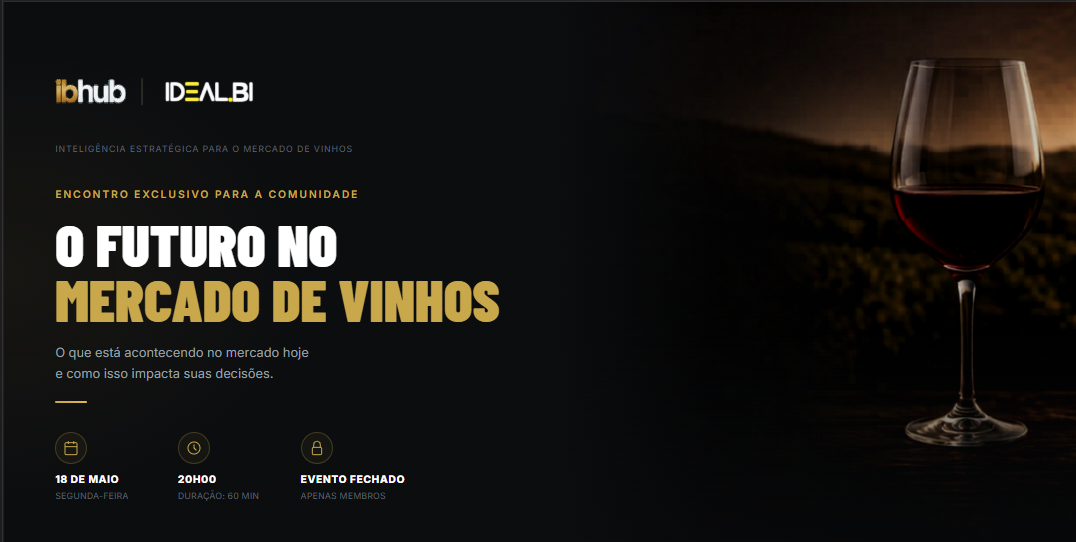 ibhub | IDEAL.BI
INTELIGÊNCIA ESTRATÉGICA PARA O MERCADO DE VINHOS
ENCONTRO EXCLUSIVO PARA A COMUNIDADE
O FUTURO NO
MERCADO DE VINHOS
O que está acontecendo no mercado hoje
e como isso impacta suas decisões.
18 DE MAIO
SEGUNDA-FEIRA
20H00
DURAÇÃO: 60 MIN
EVENTO FECHADO
APENAS MEMBROS